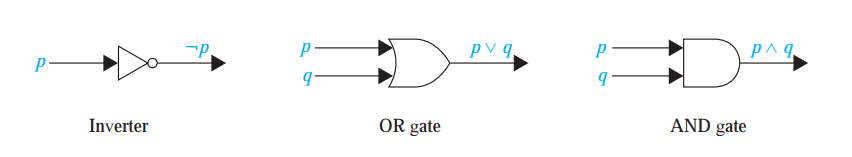 p
¬p
Inverter
p
q
p ∨ q
OR gate
p
q
p ∧ q
AND gate